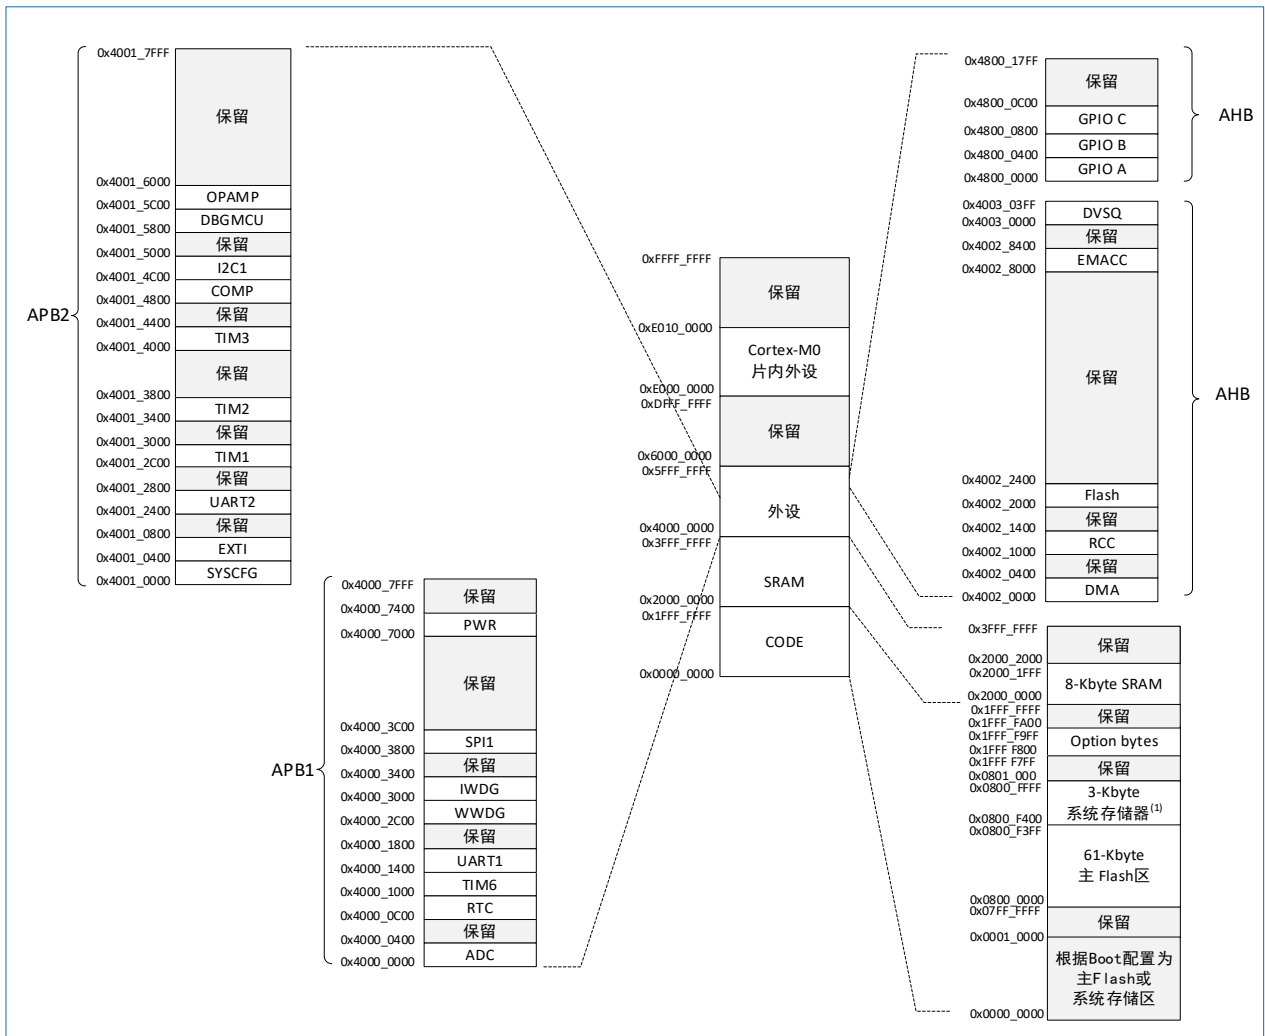 APB2
0x4001_7FFF
保留
0x4001_6000
OPAMP
0x4001_5C00
DBGMCU
0x4001_5800
保留
0x4001_5000
I2C1
0x4001_4C00
COMP
0x4001_4800
保留
0x4001_4400
TIM3
0x4001_4000
保留
0x4001_3800
TIM2
0x4001_3400
保留
0x4001_3000
TIM1
0x4001_2C00
保留
0x4001_2800
UART2
0x4001_2400
保留
0x4001_0800
EXTI
0x4001_0400
SYSCFG
0x4001_0000
APB1
0x4000_7FFF
保留
0x4000_7400
PWR
0x4000_7000
保留
0x4000_3C00
SPI1
0x4000_3800
保留
0x4000_3400
IWDG
0x4000_3000
WWDG
0x4000_2C00
保留
0x4000_1800
UART1
0x4000_1400
TIM6
0x4000_1000
RTC
0x4000_0C00
保留
0x4000_0400
ADC
0x4000_0000
0xFFFF_FFFF
保留
0xE010_0000
Cortex-M0
片内外设
0xE000_0000
0xDFFF_FFFF
保留
0x6000_0000
0x5FFF_FFFF
外设
0x4000_0000
0x3FFF_FFFF
SRAM
0x2000_0000
0x1FFF_FFFF
CODE
0x0000_0000
0x4800_17FF
保留
0x4800_0C00
GPIO C
0x4800_0800
GPIO B
0x4800_0400
GPIO A
0x4800_0000
AHB
0x4003_03FF
DVSQ
0x4003_0000
保留
0x4002_8400
EMACC
0x4002_8000
保留
0x4002_2400
Flash
0x4002_2000
保留
0x4002_1400
RCC
0x4002_1000
保留
0x4002_0400
DMA
0x4002_0000
AHB
0x3FFF_FFFF
保留
0x2000_2000
0x2000_1FFF
8-Kbyte SRAM
0x2000_0000
0x1FFF_FFFF
保留
0x1FFF_FA00
0x1FFF_F9FF
Option bytes
0x1FFF F800
0x1FFF F7FF
保留
0x0801_000
0x0800_FFFF
3-Kbyte
系统存储器(1)
0x0800_F400
0x0800_F3FF
61-Kbyte
主 Flash区
0x0800_0000
0x07FF_FFFF
保留
0x0001_0000
根据Boot配置为
主Flash或
系统存储区
0x0000_0000